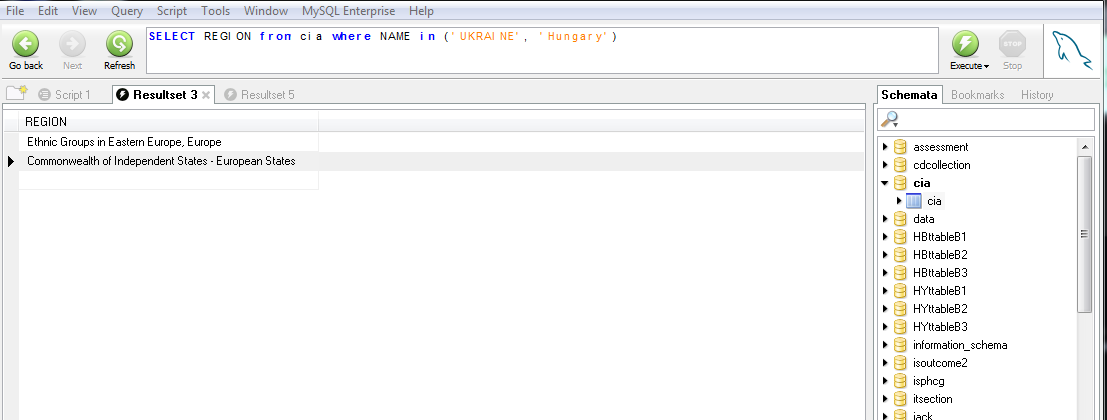 File Edit View Query Script Tools Window MySQL Enterprise Help
SELECT REGION from cia where NAME in ('UKRAINE', 'Hungary')
Go back Next Refresh Execute Stop
Script 1 Resultset 3 Resultset 5
Schemata Bookmarks History
REGION
Ethnic Groups in Eastern Europe, Europe
Commonwealth of Independent States - European States
assessment
cdcollection
cia
cia
data
HBttableB1
HBttableB2
HBttableB3
HYttableB1
HYttableB2
HYttableB3
information_schema
isoutcome2
isphcg
itsection
jack